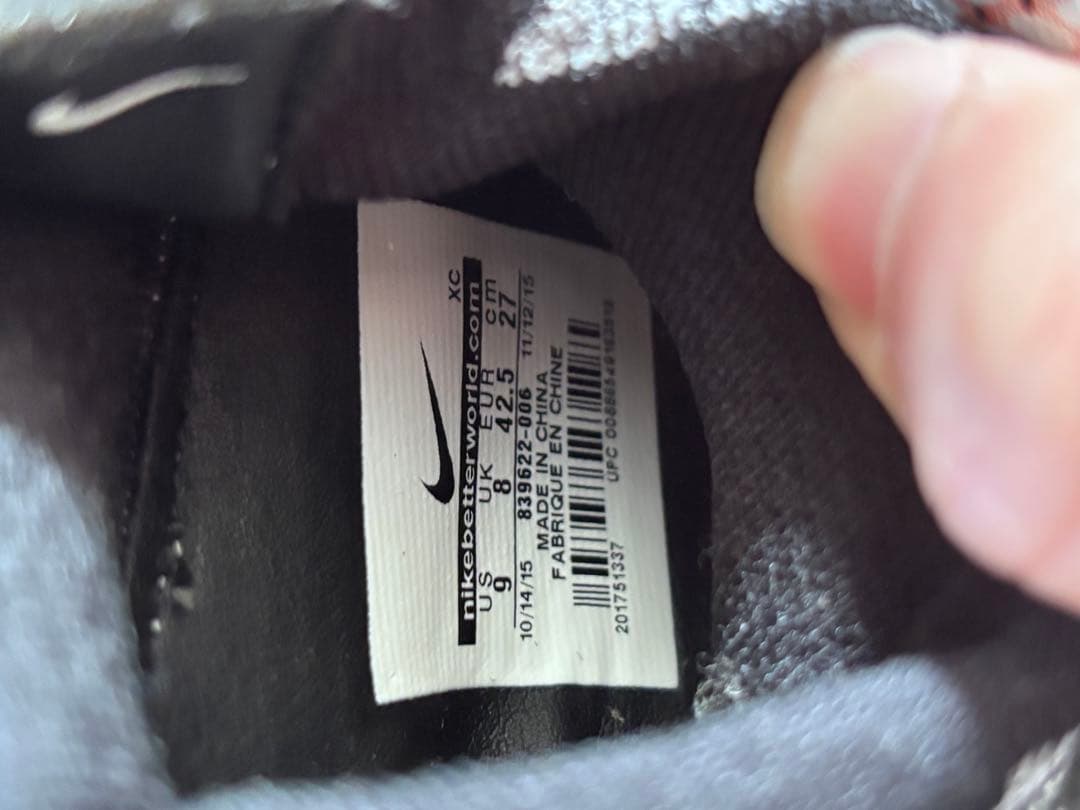 XC
nikebetterworld.com
US UK EUR cm
9 8 42.5 27
10/14/15 839622-006 11/12/15
MADE IN CHINA
FABRIQUE EN CHINE
UPC
201751337